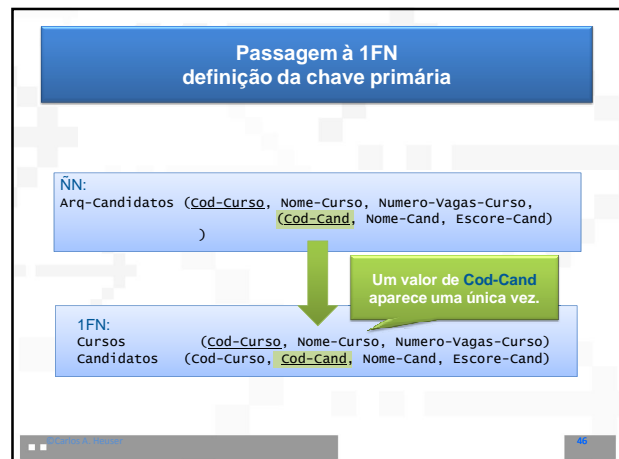 Passagem à 1FN
definição da chave primária
ÑN:
Arq-Candidatos (Cod-Curso, Nome-Curso, Numero-Vagas-Curso,
(Cod-Cand, Nome-Cand, Escore-Cand)
)
Um valor de Cod-Cand
aparece uma única vez.
1FN:
Cursos (Cod-Curso, Nome-Curso, Numero-Vagas-Curso)
Candidatos (Cod-Curso, Cod-Cand, Nome-Cand, Escore-Cand)
©Carlos A. Heuser
46